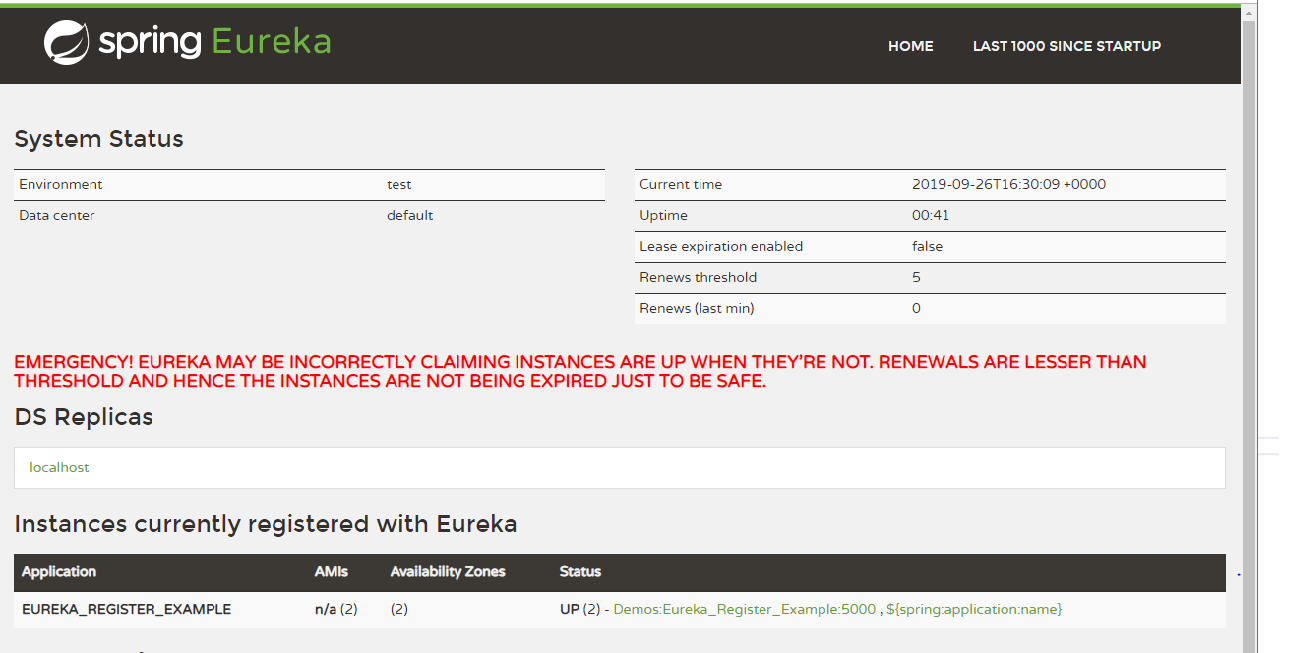 spring Eureka
HOME LAST 1000 SINCE STARTUP
System Status
Environment test
Data center default
Current time 2019-09-26T16:30:09 +0000
Uptime 00:41
Lease expiration enabled false
Renews threshold 5
Renews (last min) 0
EMERGENCY! EUREKA MAY BE INCORRECTLY CLAIMING INSTANCES ARE UP WHEN THEY'RE NOT. RENEWALS ARE LESSER THAN
THRESHOLD AND HENCE THE INSTANCES ARE NOT BEING EXPIRED JUST TO BE SAFE.
DS Replicas
localhost
Instances currently registered with Eureka
Application AMIs Availability Zones Status
EUREKA_REGISTER_EXAMPLE n/a (2) (2) UP (2) - Demos:Eureka_Register_Example:5000 , ${spring:application:name}